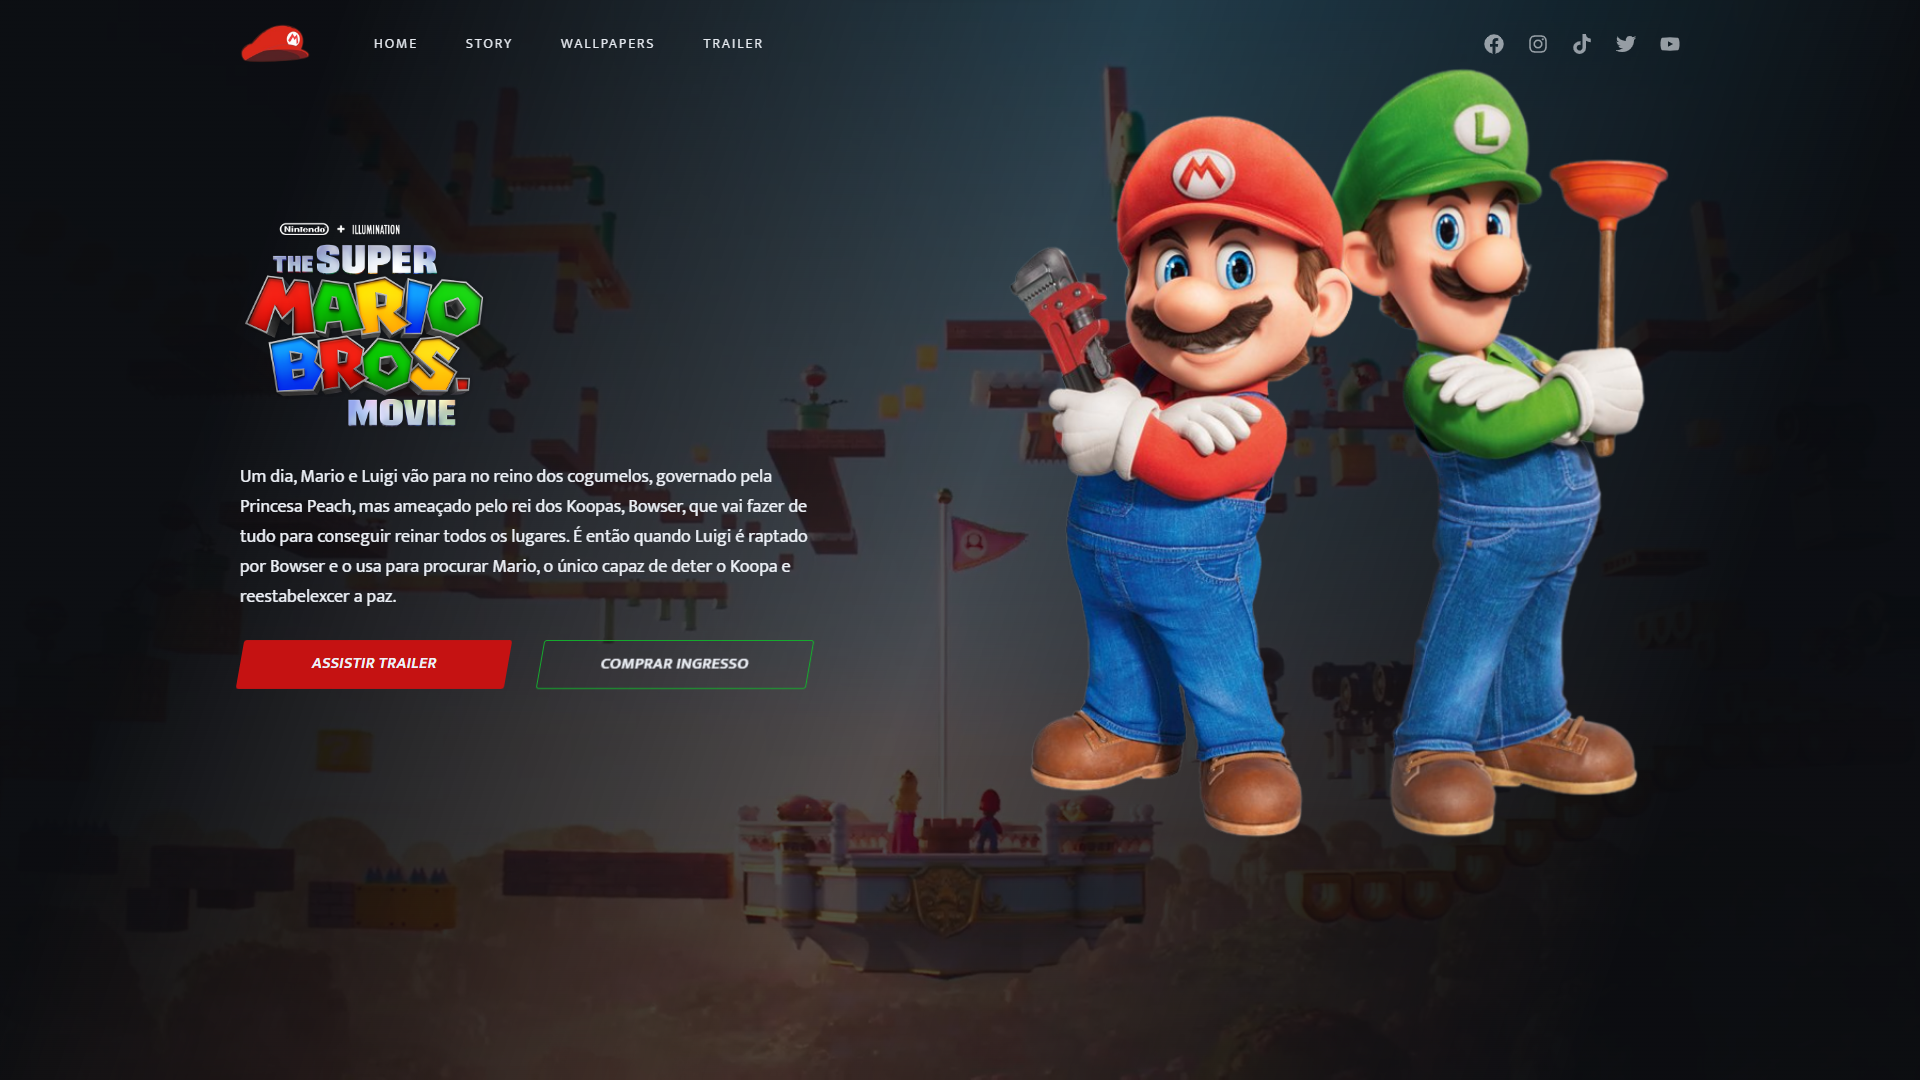 HOME STORY WALLPAPERS TRAILER
M
L
M
Nintendo + ILLUMINATION
THE SUPER
MARIO
BROS.
MOVIE
Um dia, Mario e Luigi vão para no reino dos cogumelos, governado pela
Princesa Peach, mas ameaçado pelo rei dos Koopas, Bowser, que vai fazer de
tudo para conseguir reinar todos os lugares. É então quando Luigi é raptado
por Bowser e o usa para procurar Mario, o único capaz de deter o Koopa e
reestabelexcer a paz.
ASSISTIR TRAILER COMPRAR INGRESSO